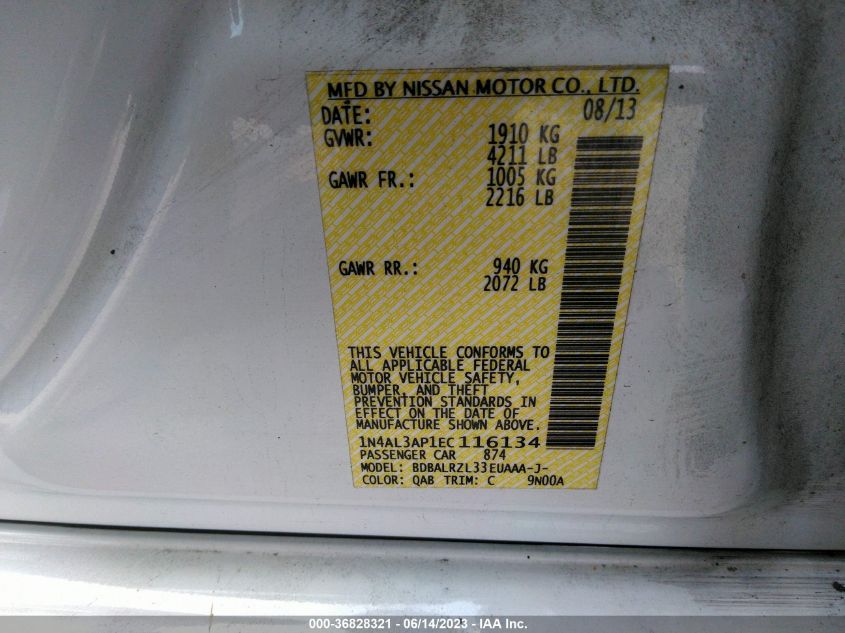 MFD BY NISSAN MOTOR CO., LTD.
DATE: 08/13
GVWR: 1910 KG
4211 LB
GAWR FR.: 1005 KG
2216 LB
GAWR RR.: 940 KG
2072 LB
THIS VEHICLE CONFORMS TO
ALL APPLICABLE FEDERAL
MOTOR VEHICLE SAFETY,
BUMPER, AND THEFT
PREVENTION STANDARDS IN
EFFECT ON THE DATE OF
MANUFACTURE SHOWN ABOVE.
1N4AL3AP1EC116134
PASSENGER CAR 874
MODEL: BDBALRZL33EUAAA-J-
COLOR: QAB TRIM: C 9N00A
000-36828321 - 06/14/2023 - IAA Inc.